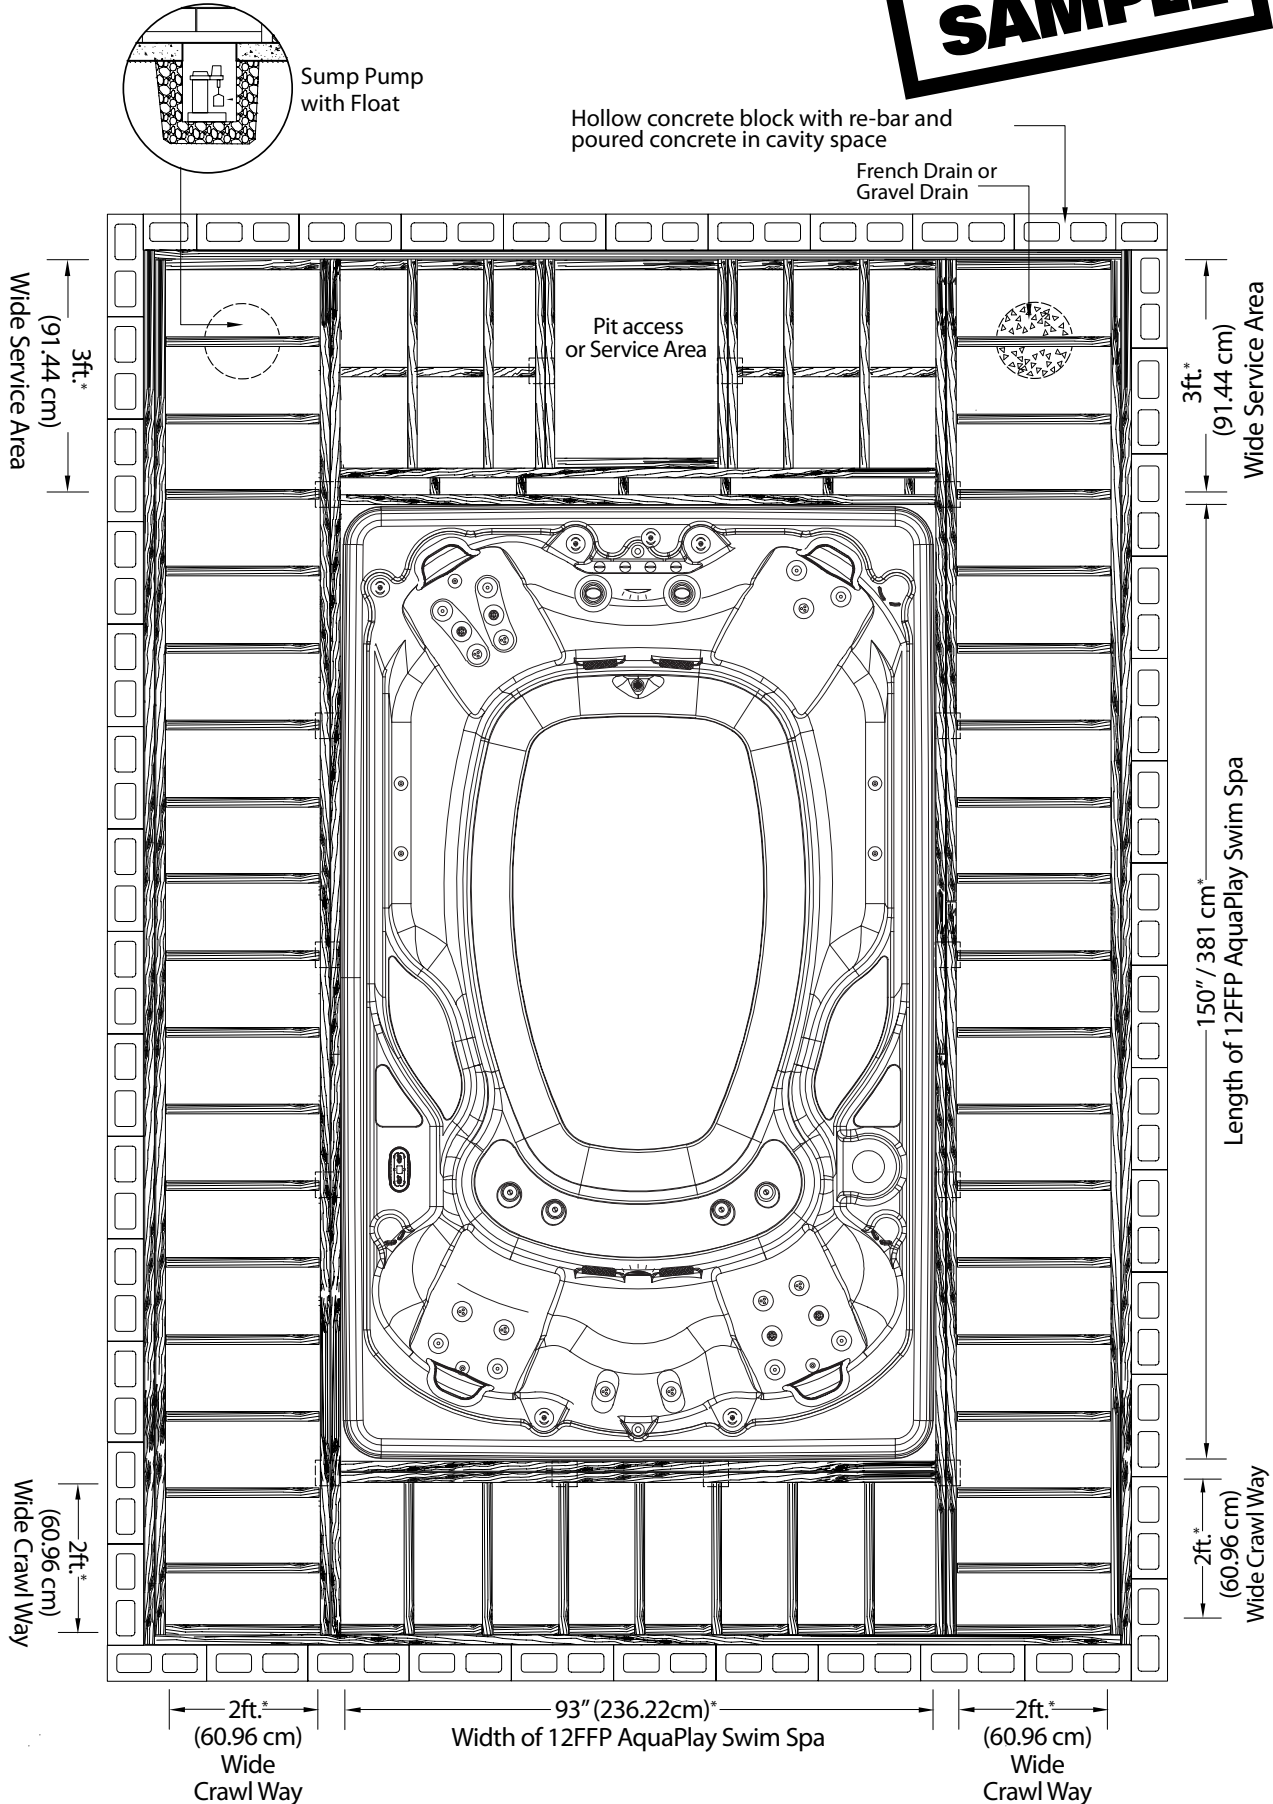 SAMPLE
Sump Pump
with Float
Hollow concrete block with re-bar and
poured concrete in cavity space
French Drain or
Gravel Drain
3ft.*
(91.44 cm)
Wide Service Area
Pit access
or Service Area
3ft.*
(91.44 cm)
Wide Service Area
150” / 381 cm*
Length of 12FFP AquaPlay Swim Spa
2ft.*
(60.96 cm)
Wide Crawl Way
2ft.*
(60.96 cm)
Wide Crawl Way
2ft.*
(60.96 cm)
Wide
Crawl Way
93” (236.22cm)*
Width of 12FFP AquaPlay Swim Spa
2ft.*
(60.96 cm)
Wide
Crawl Way